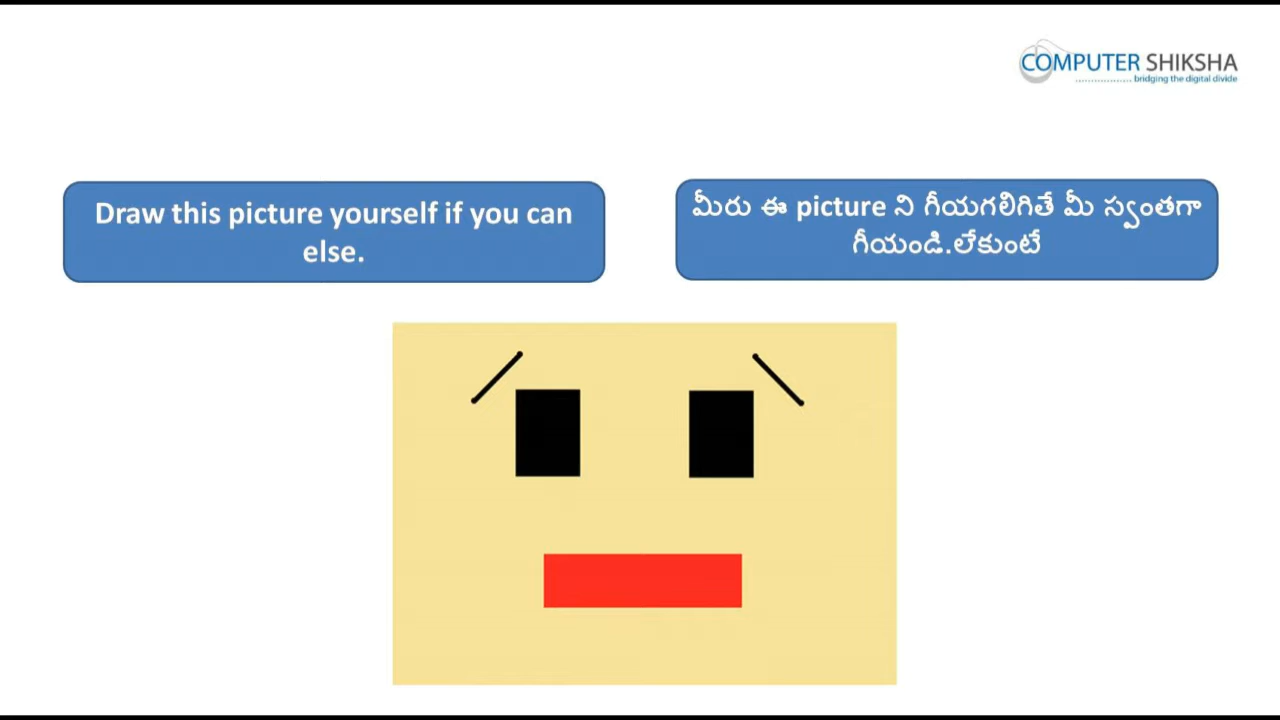 COMPUTER SHIKSHA
bridging the digital divide
Draw this picture yourself if you can
else.
మీరు ఈ picture ని గీయగలిగితే మీ స్వంతగా
గీయండి.లేకుంటే